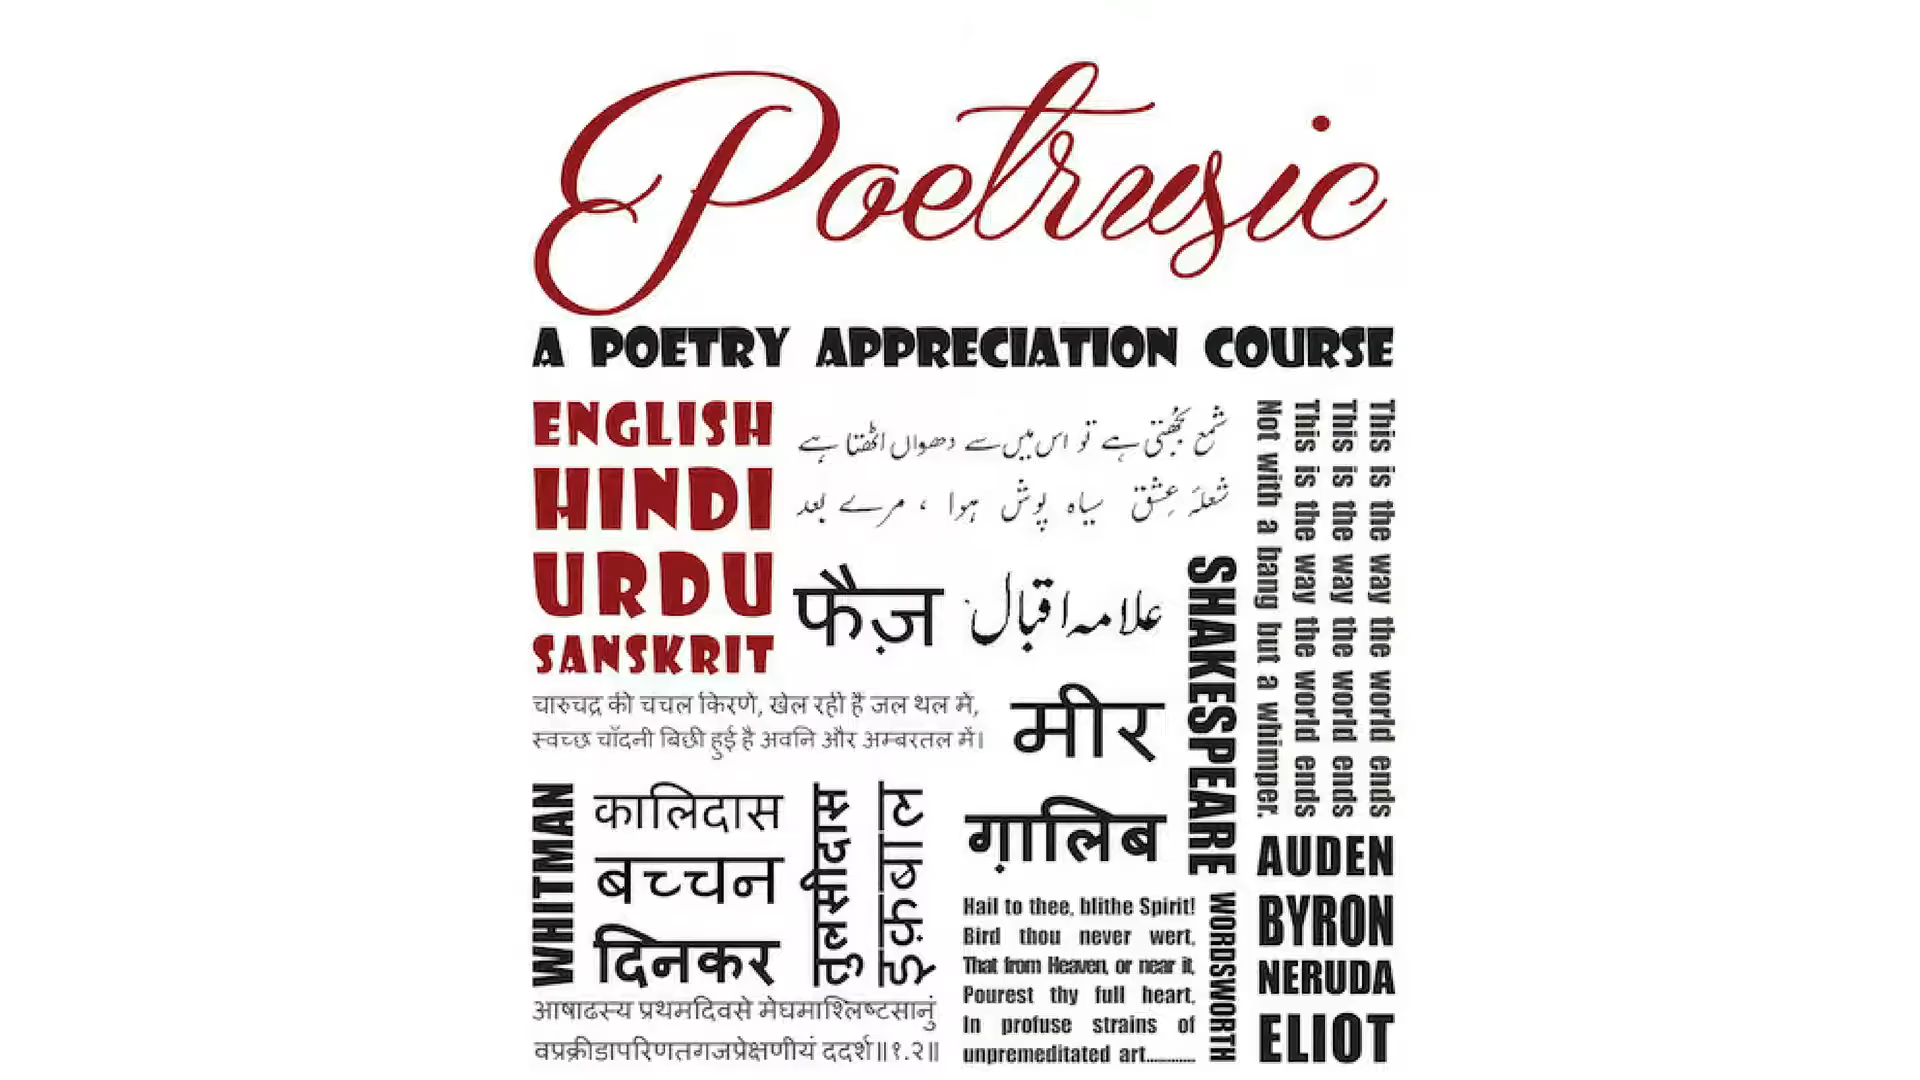 Poetrusic
A POETRY APPRECIATION COURSE
ENGLISH
HINDI
URDU
SANSKRIT
شمع بجھتی ہے تو اس میں سے دھواں اٹھتا ہے
شعلۂ عِشق سیاہ پوش ہوا ، مرے بعد
This is the way the world ends
This is the way the world ends
This is the way the world ends
Not with a bang but a whimper.
फैज़
علامہ اقبال
SHAKESPEARE
चारुचद्र की चचल किरणे, खेल रही हैं जल थल मे,
स्वच्छ चाँदनी बिछी हुई है अवनि और अम्बरतल में।
मीर
ग़ालिब
WHITMAN
कालिदास
बच्चन
दिनकर
तुलसीदास
इक़बाल
Hail to thee, blithe Spirit!
Bird thou never wert,
That from Heaven, or near it,
Pourest thy full heart,
In profuse strains of
unpremeditated art............
WORDSWORTH
AUDEN
BYRON
NERUDA
ELIOT
आषाढस्य प्रथमदिवसे मेघमाश्लिष्टसानुं
वप्रक्रीडापरिणतगजप्रेक्षणीयं ददर्श॥१.२॥